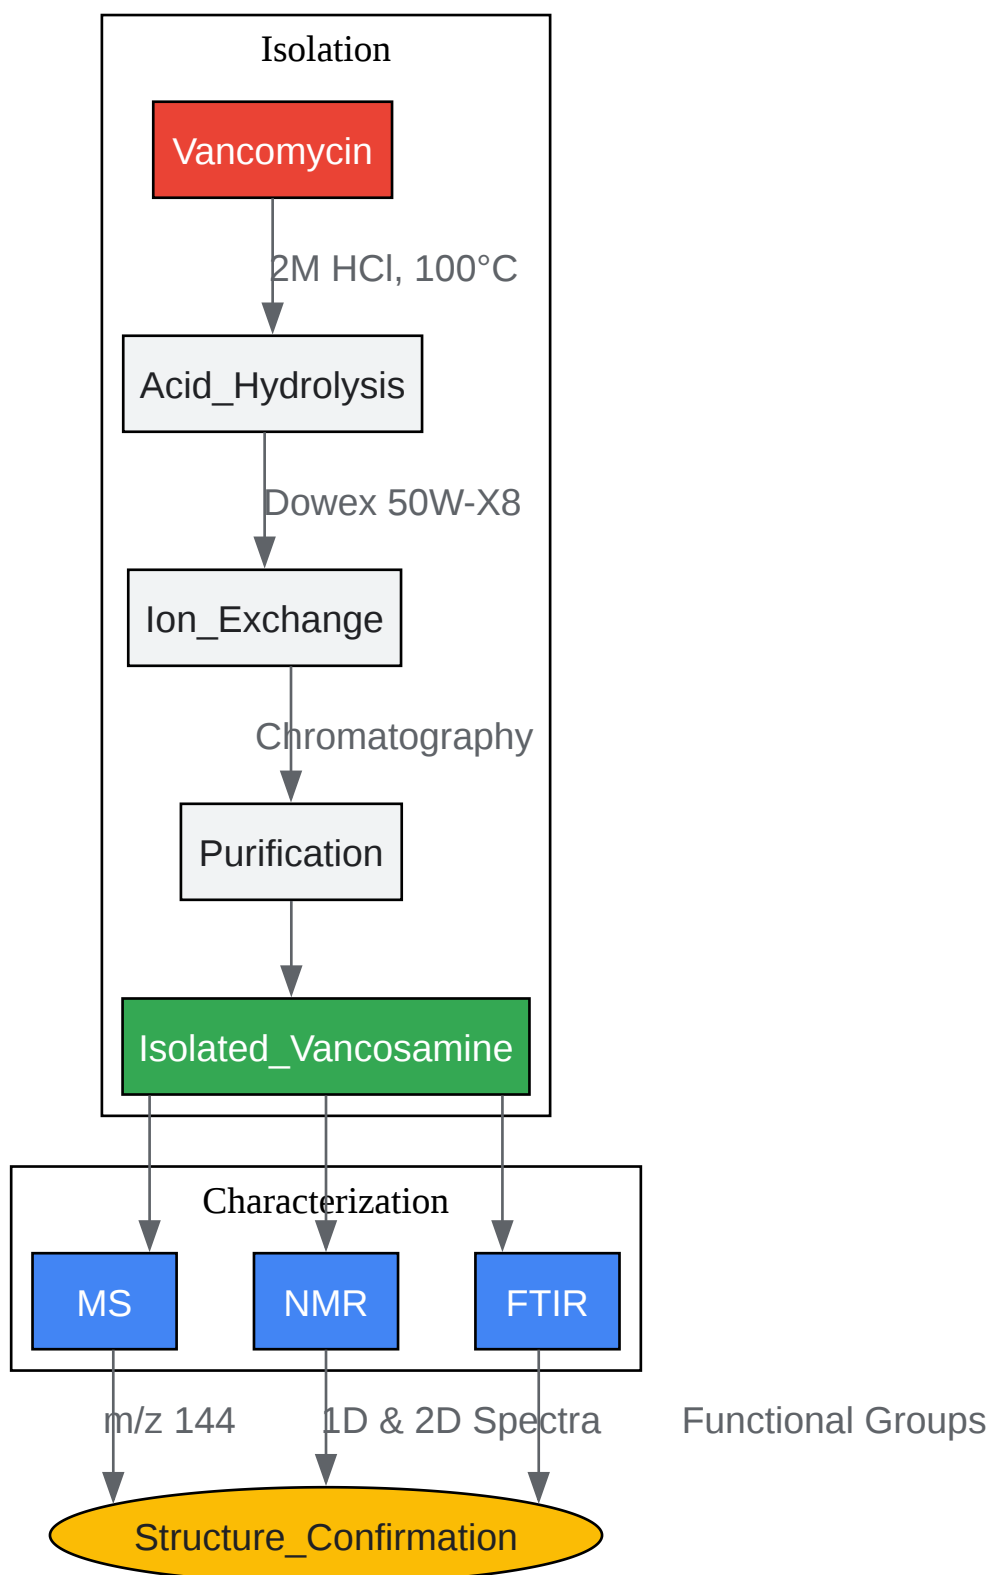 Isolation
Vancomycin
2M HCl, 100°C
Acid_Hydrolysis
Dowex 50W-X8
Ion_Exchange
Chromatography
Purification
Isolated_Vancosamine
Characterization
MS
NMR
FTIR
m/z 144
1D & 2D Spectra
Functional Groups
Structure_Confirmation